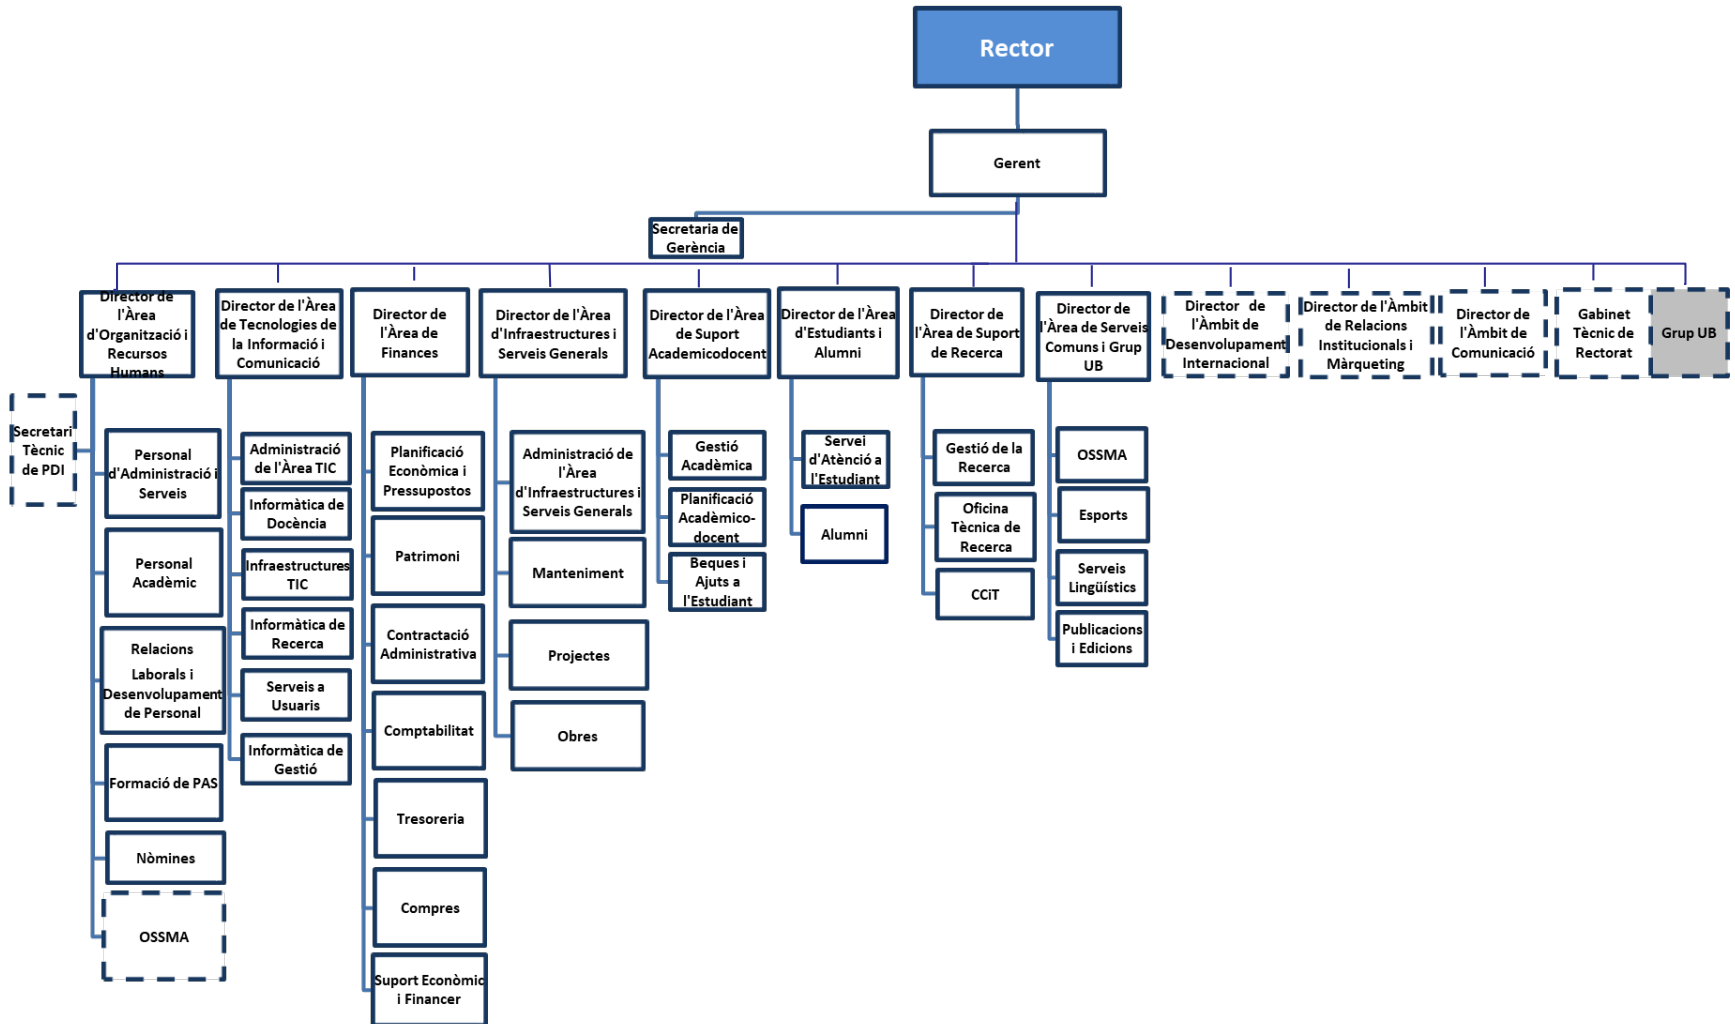 Rector
Gerent
Secretaria de
Gerència
Director de
l'Àrea
d'Organització i
Recursos
Humans
Director de l'Àrea
de Tecnologies de
la Informació i
Comunicació
Director de
l'Àrea de
Finances
Director de l'Àrea
d'Infraestructures i
Serveis Generals
Director de l'Àrea
de Suport
Academicodocent
Director de l'Àrea
d'Estudiants i
Alumni
Director de
l'Àrea de Suport
de Recerca
Director de
l'Àrea de Serveis
Comuns i Grup
UB
Director de
l'Àmbit de
Desenvolupament
Internacional
Director de l'Àmbit
de Relacions
Institucionals i
Màrqueting
Director de
l'Àmbit de
Comunicació
Gabinet
Tècnic de
Rectorat
Grup UB
Secretari
Tècnic
de PDI
Personal
d'Administració i
Serveis
Personal
Acadèmic
Relacions
Laborals i
Desenvolupament
de Personal
Formació de PAS
Nòmines
OSSMA
Administració
de l'Àrea TIC
Informàtica de
Docència
Infraestructures
TIC
Informàtica de
Recerca
Serveis a
Usuaris
Informàtica de
Gestió
Planificació
Econòmica i
Pressupostos
Patrimoni
Contractació
Administrativa
Comptabilitat
Tresoreria
Compres
Suport Econòmic
i Financer
Administració de
l'Àrea
d'Infraestructures i
Serveis Generals
Manteniment
Projectes
Obres
Gestió
Acadèmica
Planificació
Acadèmico-
docent
Beques i
Ajuts a
l'Estudiant
Servei
d'Atènció a
l'Estudiant
Alumni
Gestió de la
Recerca
Oficina
Tècnica de
Recerca
CCiT
OSSMA
Esports
Serveis
Lingüístics
Publicacions
i Edicions